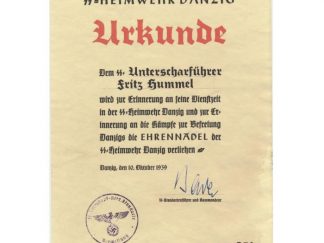 SS-HEIMWEHR DANZIG
Urkunde
Dem SS- Unterscharführer
Fritz Hummel
wird zur Erinnerung an seine Dienstzeit
in der SS-Heimwehr Danzig und zur Er-
innerung an die Kämpfe zur Befreiung
Danzigs die EHRENNADEL der
SS-Heimwehr Danzig verliehen
Danzig, den 10. Oktober 1939
SS-Standartenführer und Kommandeur